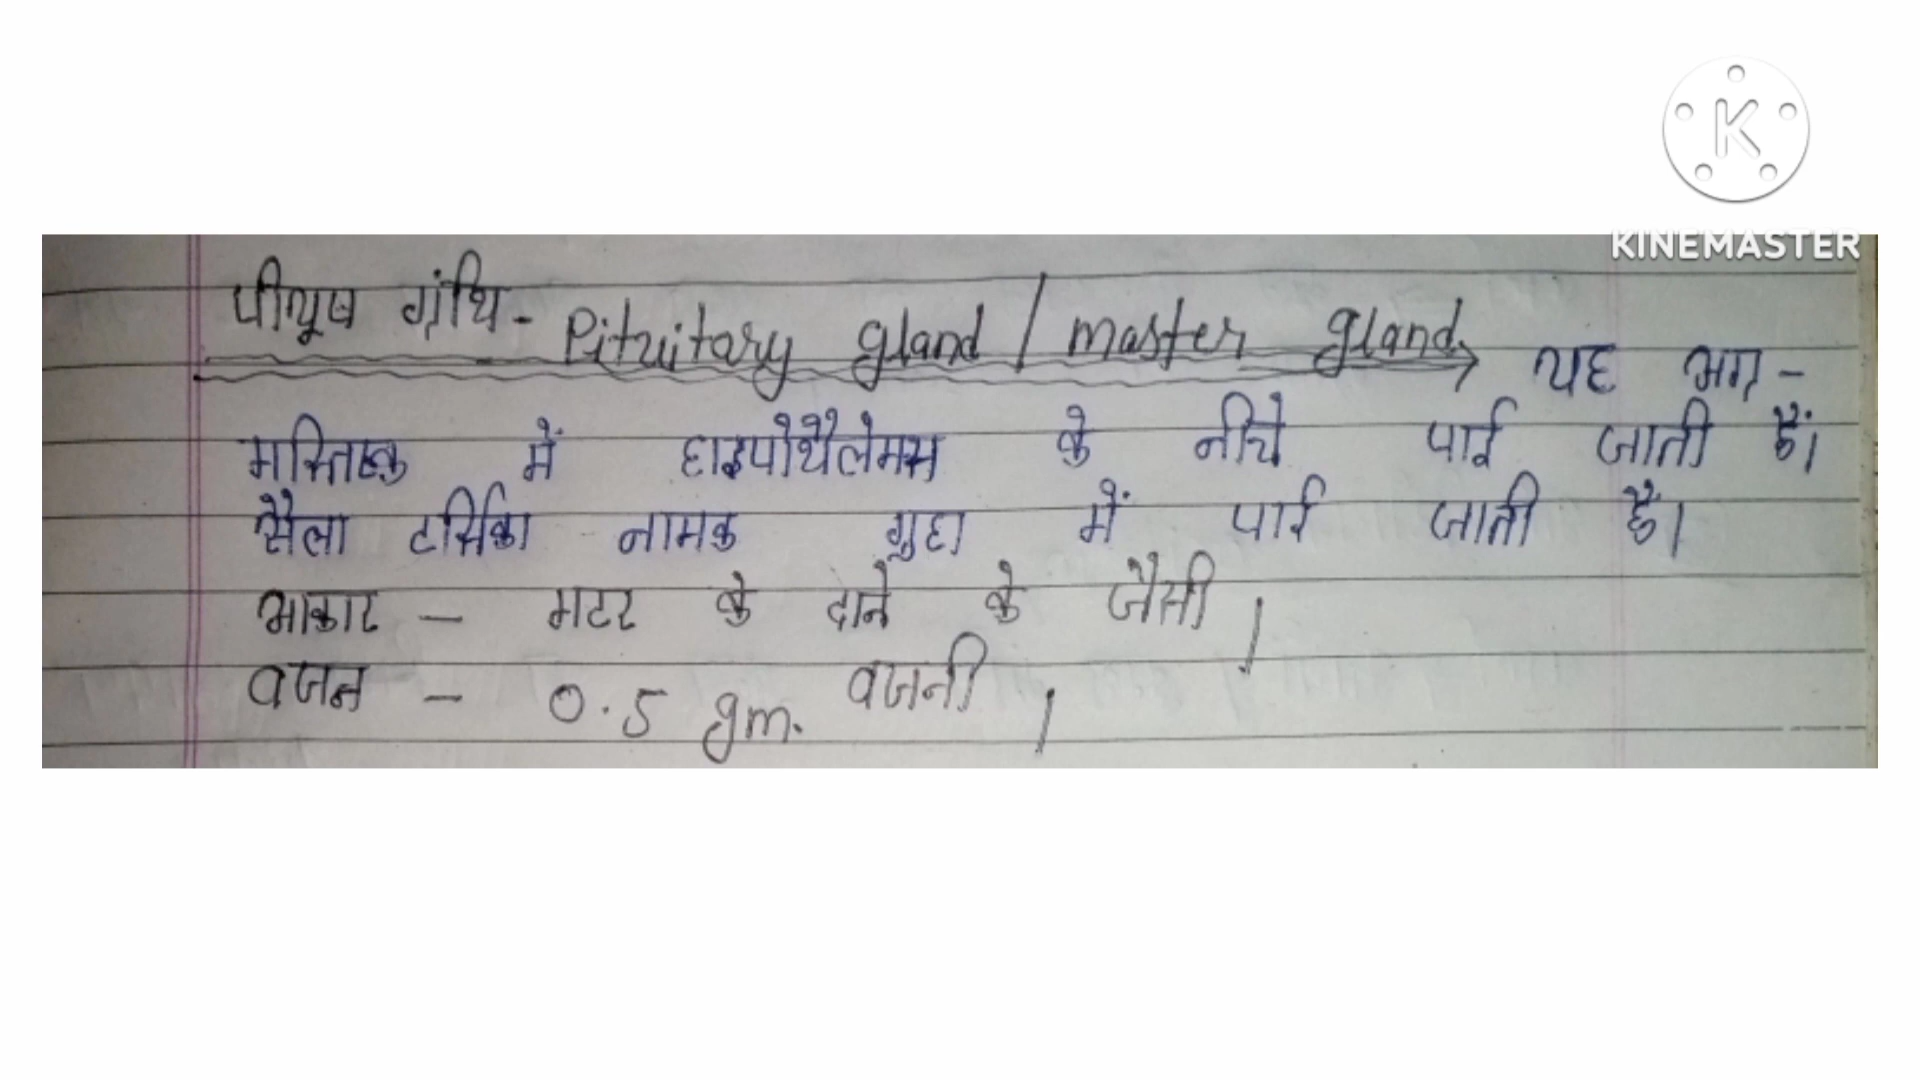 K
KINEMASTER
पीयूष ग्रंथि - Pituitary gland / master gland → यह अग्र -
मस्तिष्क में हाइपोथैलेमस के नीचे पाई जाती हैं।
सैला टर्सिका नामक गुहा में पाई जाती है।
आकार - मटर के दाने के जैसी।
वजन - 0.5 gm. वजनी।